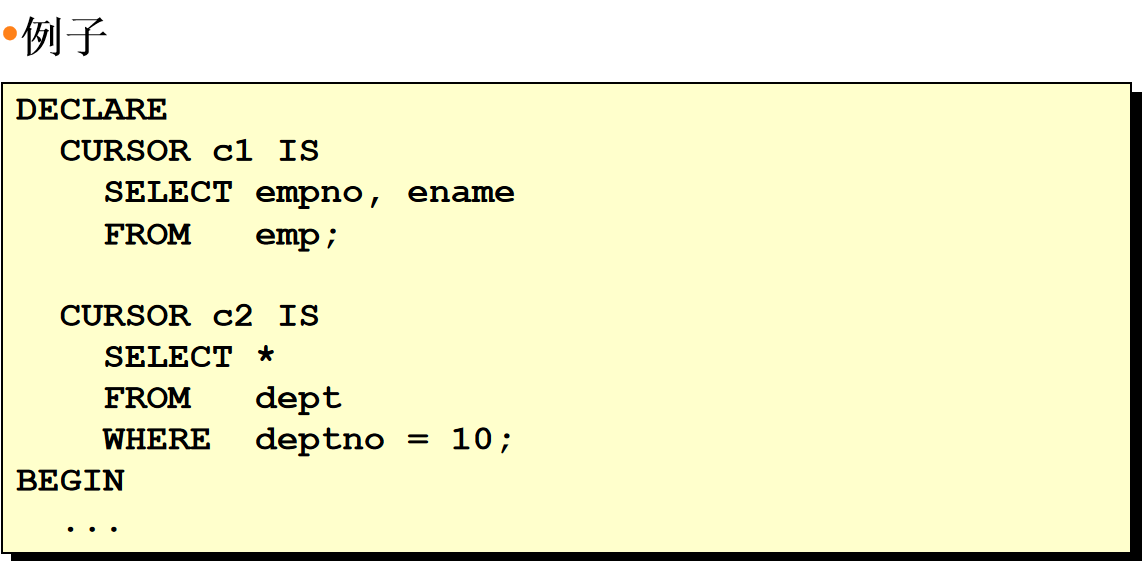 •例子
DECLARE
  CURSOR c1 IS
    SELECT empno, ename
    FROM   emp;
  CURSOR c2 IS
    SELECT *
    FROM   dept
    WHERE  deptno = 10;
BEGIN
  ...